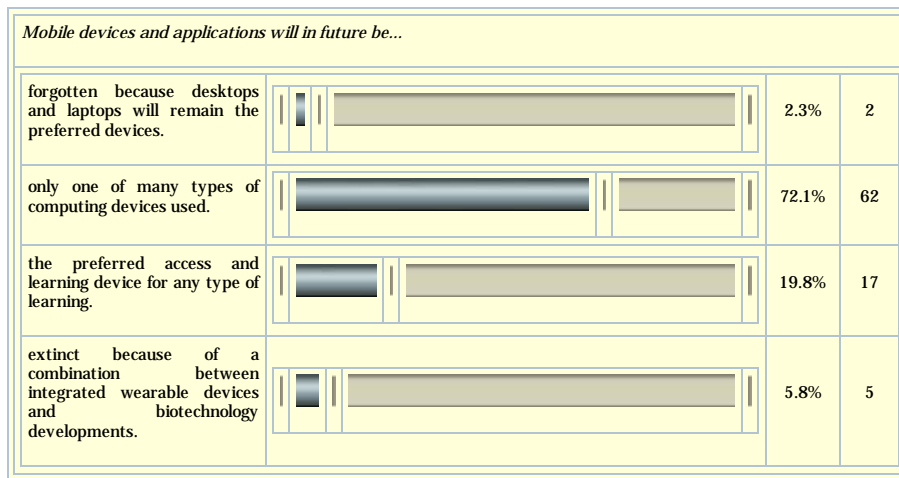 Mobile devices and applications will in future be...
forgotten because desktops
and laptops will remain the
preferred devices.
2.3%
2
only one of many types of
computing devices used.
72.1%
62
the preferred access and
learning device for any type of
learning.
19.8%
17
extinct because of a
combination between
integrated wearable devices
and biotechnology
developments.
5.8%
5